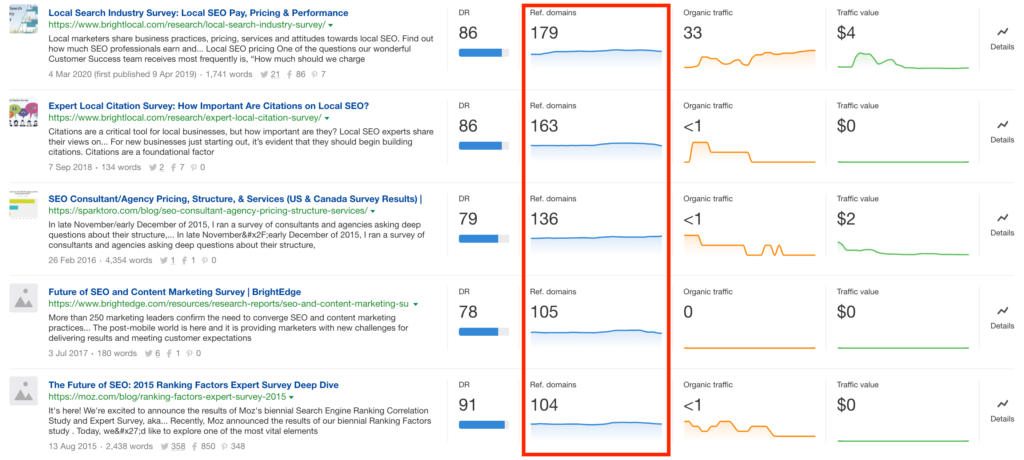 Local Search Industry Survey: Local SEO Pay, Pricing & Performance
https://www.brightlocal.com/research/local-search-industry-survey/
Local marketers share business practices, pricing, services and attitudes towards local SEO. Find out
how much SEO professionals earn and... Local SEO pricing One of the questions our wonderful
Customer Success team receives most frequently is, “How much should we charge
4 Mar 2020 (first published 9 Apr 2019) · 1,741 words 21 86 7
DR
86
Ref. domains
179
Organic traffic
33
Traffic value
$4
Details
Expert Local Citation Survey: How Important Are Citations on Local SEO?
https://www.brightlocal.com/research/expert-local-citation-survey/
Citations are a critical tool for local businesses, but how important are they? Local SEO experts share
their views on... For new businesses just starting out, it’s evident that they should begin building
citations. Citations are a foundational factor
7 Sep 2018 · 134 words 2 7 0
DR
86
Ref. domains
163
Organic traffic
<1
Traffic value
$0
Details
SEO Consultant/Agency Pricing, Structure, & Services (US & Canada Survey Results) |
https://sparktoro.com/blog/seo-consultant-agency-pricing-structure-services/
In late November/early December of 2015, I ran a survey of consultants and agencies asking deep
questions about their structure,... In late November&#x2F;early December of 2015, I ran a survey of
consultants and agencies asking deep questions about their structure,
26 Feb 2016 · 4,354 words 1 1 0
DR
79
Ref. domains
136
Organic traffic
<1
Traffic value
$2
Details
Future of SEO and Content Marketing Survey | BrightEdge
https://www.brightedge.com/resources/research-reports/seo-and-content-marketing-su
More than 250 marketing leaders confirm the need to converge SEO and content marketing
practices... The post-mobile world is here and it is providing marketers with new challenges for
delivering results and meeting customer expectations
3 Jul 2017 · 180 words 6 1 0
DR
78
Ref. domains
105
Organic traffic
0
Traffic value
$0
Details
The Future of SEO: 2015 Ranking Factors Expert Survey Deep Dive
https://moz.com/blog/ranking-factors-expert-survey-2015
It's here! We're excited to announce the results of Moz's biennial Search Engine Ranking Correlation
Study and Expert Survey, aka... Recently, Moz announced the results of our biennial Ranking Factors
study . Today, we&#x27;d like to explore one of the most vital elements
13 Aug 2015 · 2,438 words 358 850 348
DR
91
Ref. domains
104
Organic traffic
<1
Traffic value
$0
Details